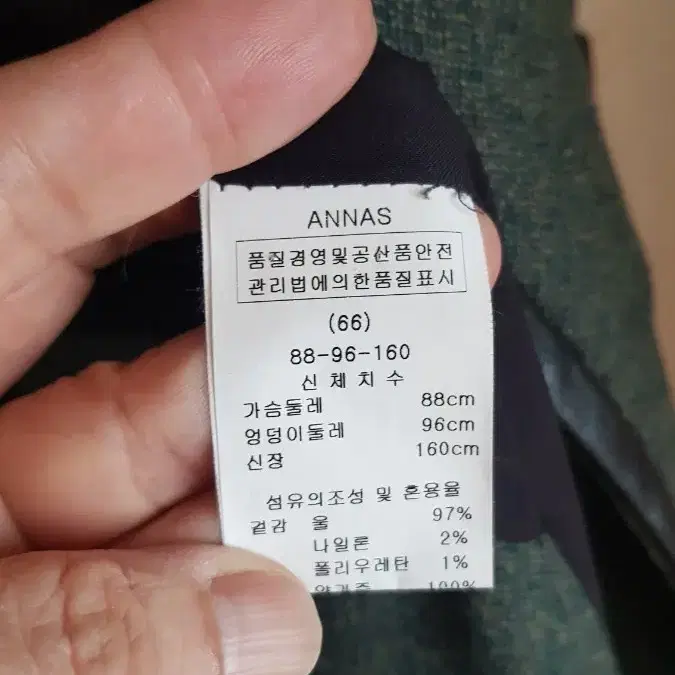 ANNAS
품질경영및공산품안전
관리법에의한품질표시
(66)
88-96-160
신체치수
가슴둘레 88cm
엉덩이둘레 96cm
신장 160cm
섬유의조성 및 혼용율
겉감 울 97%
나일론 2%
폴리우레탄 1%
100%